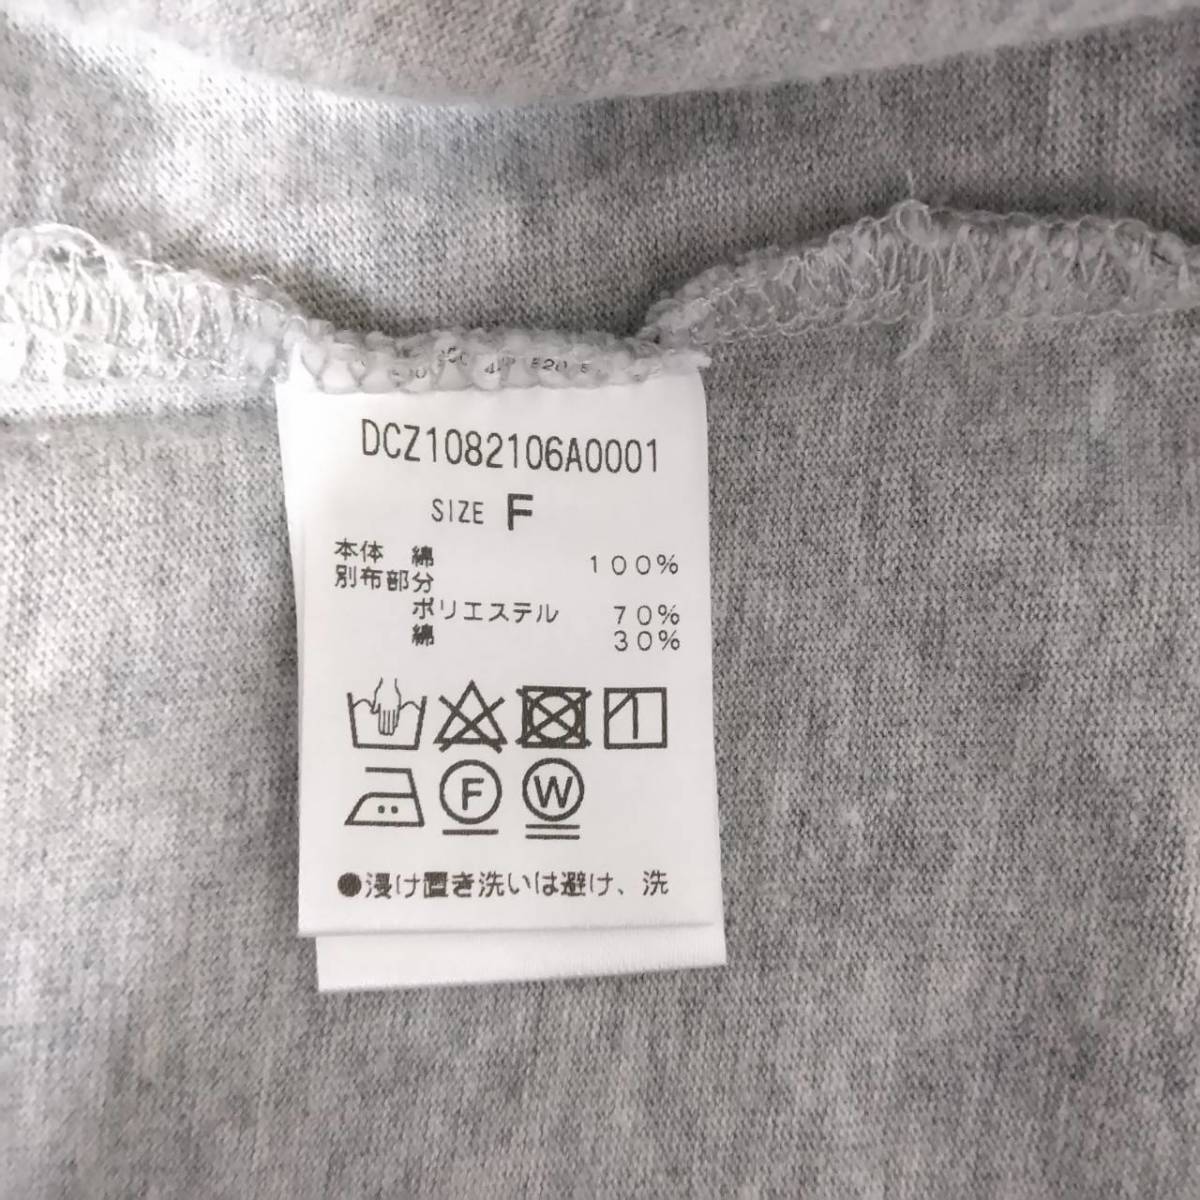 DCZ1082106A0001
SIZE F
本体 綿 100%
別布部分
ポリエステル 70%
綿 30%
F W
●浸け置き洗いは避け、洗